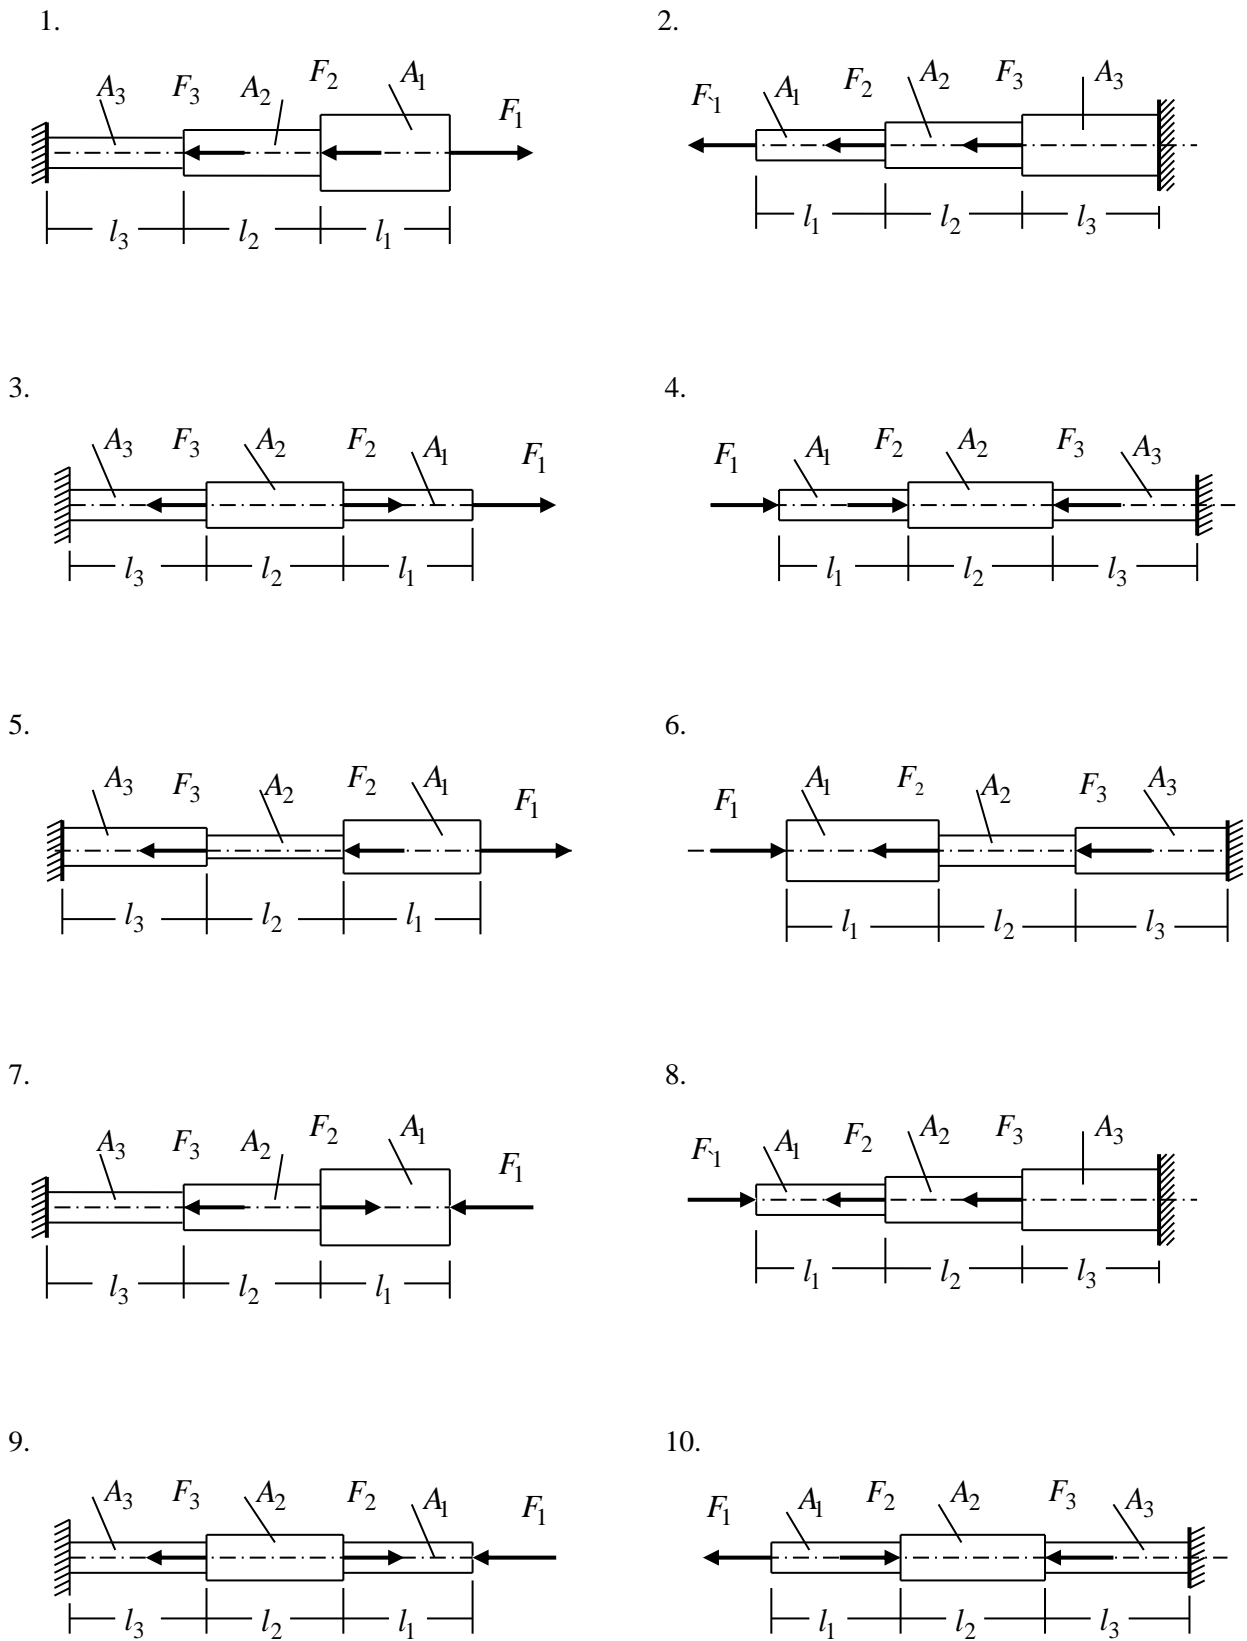 1.
A3 F3 A2 F2 A1 F1
l3 l2 l1
2.
F1 A1 F2 A2 F3 A3
l1 l2 l3
3.
A3 F3 A2 F2 A1 F1
l3 l2 l1
4.
F1 A1 F2 A2 F3 A3
l1 l2 l3
5.
A3 F3 A2 F2 A1 F1
l3 l2 l1
6.
F1 A1 F2 A2 F3 A3
l1 l2 l3
7.
A3 F3 A2 F2 A1 F1
l3 l2 l1
8.
F1 A1 F2 A2 F3 A3
l1 l2 l3
9.
A3 F3 A2 F2 A1 F1
l3 l2 l1
10.
F1 A1 F2 A2 F3 A3
l1 l2 l3